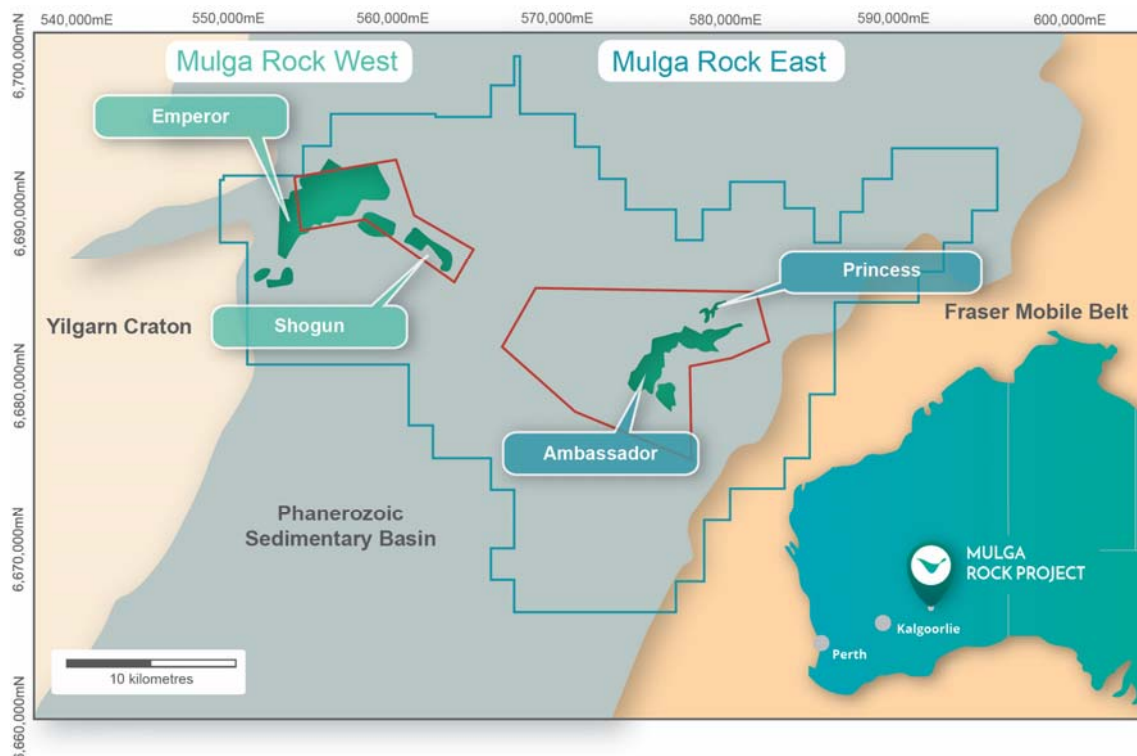 540,000mE
550,000mE
560,000mE
570,000mE
580,000mE
590,000mE
600,000mE
6,700,000mN
6,690,000mN
6,680,000mN
6,670,000mN
6,660,000mN
Mulga Rock West
Mulga Rock East
Emperor
Princess
Yilgarn Craton
Shogun
Fraser Mobile Belt
Ambassador
Phanerozoic
Sedimentary Basin
MULGA
ROCK PROJECT
Kalgoorlie
Perth
10 kilometres